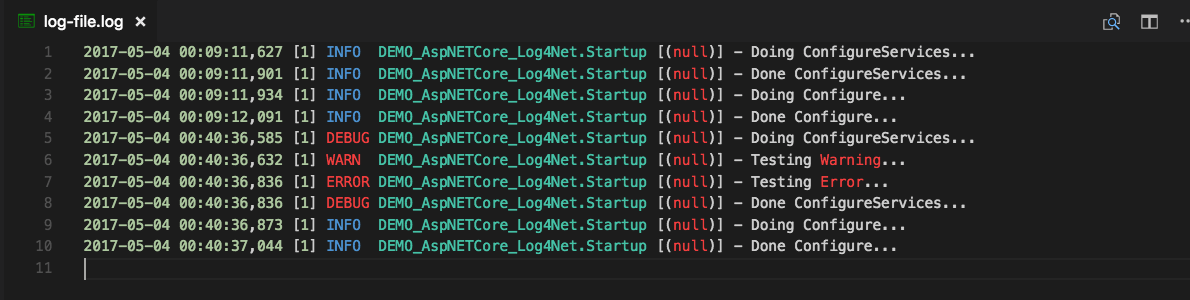 log-file.log ×
1 2017-05-04 00:09:11,627 [1] INFO  DEMO_AspNETCore_Log4Net.Startup [(null)] - Doing ConfigureServices...
2 2017-05-04 00:09:11,901 [1] INFO  DEMO_AspNETCore_Log4Net.Startup [(null)] - Done ConfigureServices...
3 2017-05-04 00:09:11,934 [1] INFO  DEMO_AspNETCore_Log4Net.Startup [(null)] - Doing Configure...
4 2017-05-04 00:09:12,091 [1] INFO  DEMO_AspNETCore_Log4Net.Startup [(null)] - Done Configure...
5 2017-05-04 00:40:36,585 [1] DEBUG DEMO_AspNETCore_Log4Net.Startup [(null)] - Doing ConfigureServices...
6 2017-05-04 00:40:36,632 [1] WARN  DEMO_AspNETCore_Log4Net.Startup [(null)] - Testing Warning...
7 2017-05-04 00:40:36,836 [1] ERROR DEMO_AspNETCore_Log4Net.Startup [(null)] - Testing Error...
8 2017-05-04 00:40:36,836 [1] DEBUG DEMO_AspNETCore_Log4Net.Startup [(null)] - Done ConfigureServices...
9 2017-05-04 00:40:36,873 [1] INFO  DEMO_AspNETCore_Log4Net.Startup [(null)] - Doing Configure...
10 2017-05-04 00:40:37,044 [1] INFO  DEMO_AspNETCore_Log4Net.Startup [(null)] - Done Configure...
11